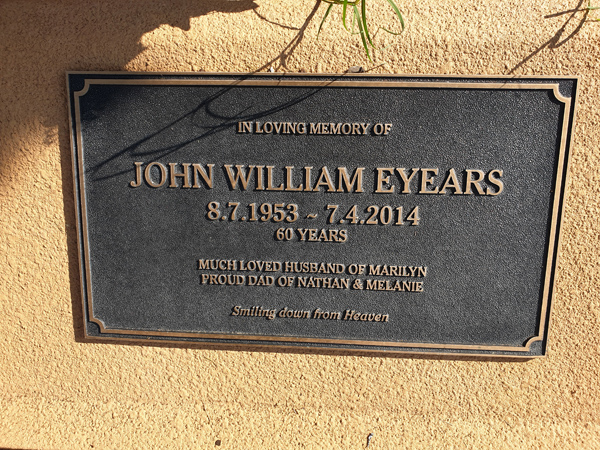 IN LOVING MEMORY OF
JOHN WILLIAM EYEARS
8.7.1953 ~ 7.4.2014
60 YEARS
MUCH LOVED HUSBAND OF MARILYN
PROUD DAD OF NATHAN & MELANIE
Smiling down from Heaven